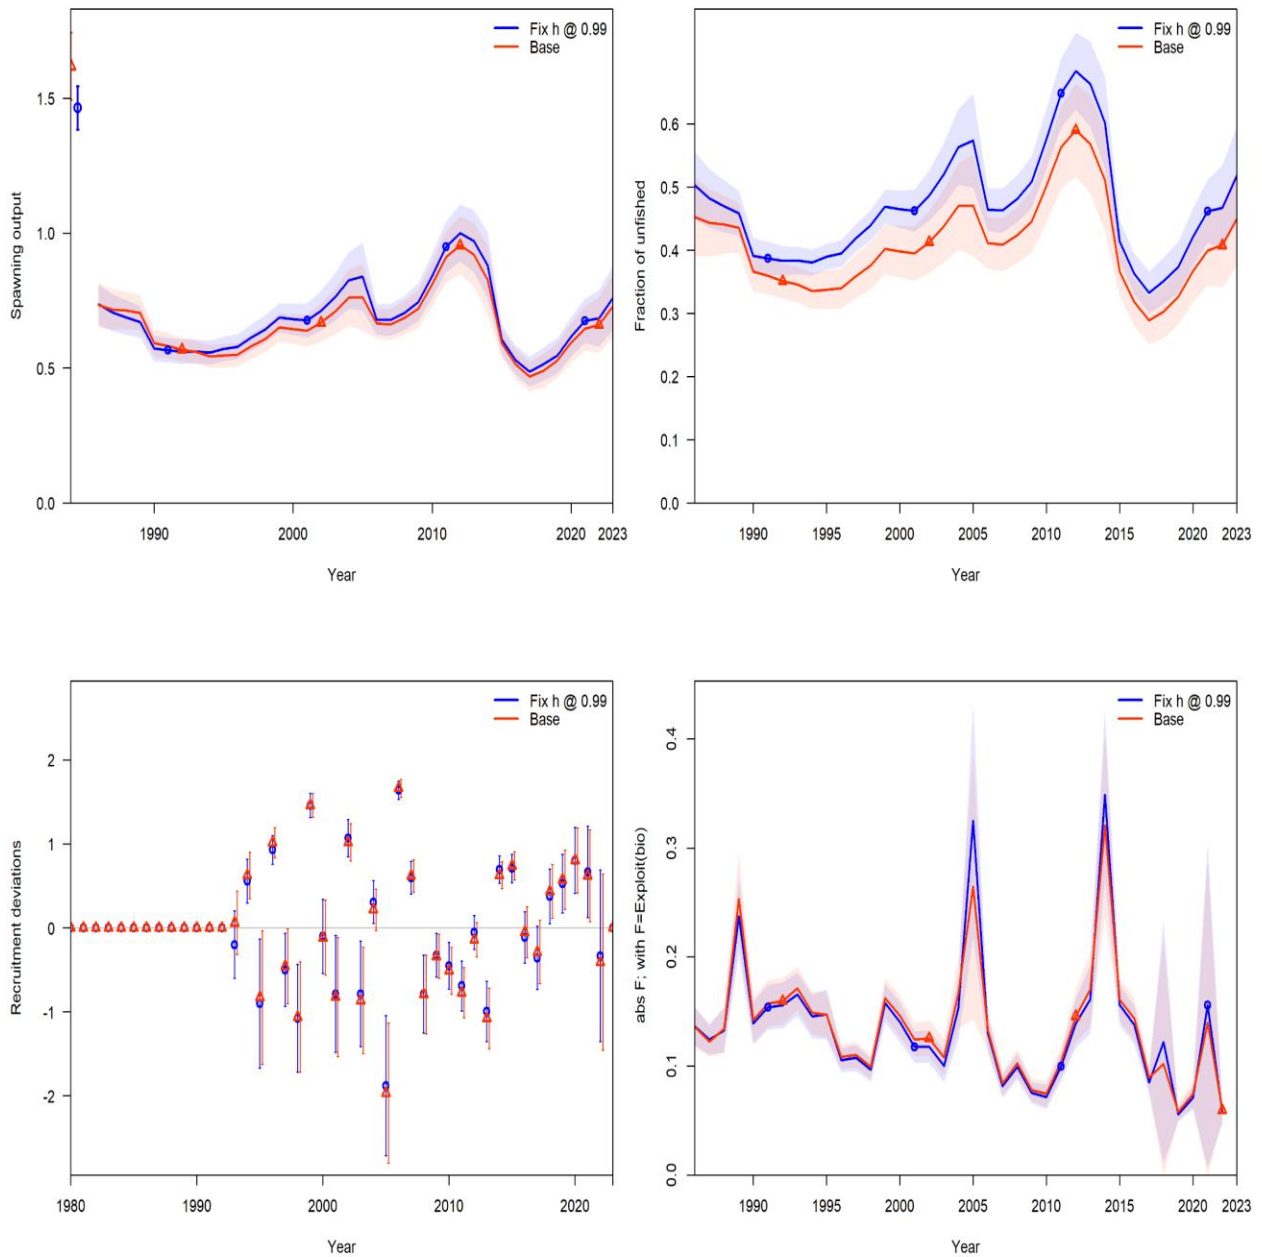 Fix h @ 0.99
Base
Spawning output
1.5
1.0
0.5
0.0
1990 2000 2010 2020 2023
Year
Fix h @ 0.99
Base
Fraction of unfished
0.6
0.5
0.4
0.3
0.2
0.1
0.0
1990 1995 2000 2005 2010 2015 2020 2023
Year
Fix h @ 0.99
Base
Recruitment deviations
2
1
0
-1
-2
1980 1990 2000 2010 2020
Year
Fix h @ 0.99
Base
abs F; with F=Exploit(bio)
0.4
0.3
0.2
0.1
0.0
1990 1995 2000 2005 2010 2015 2020 2023
Year